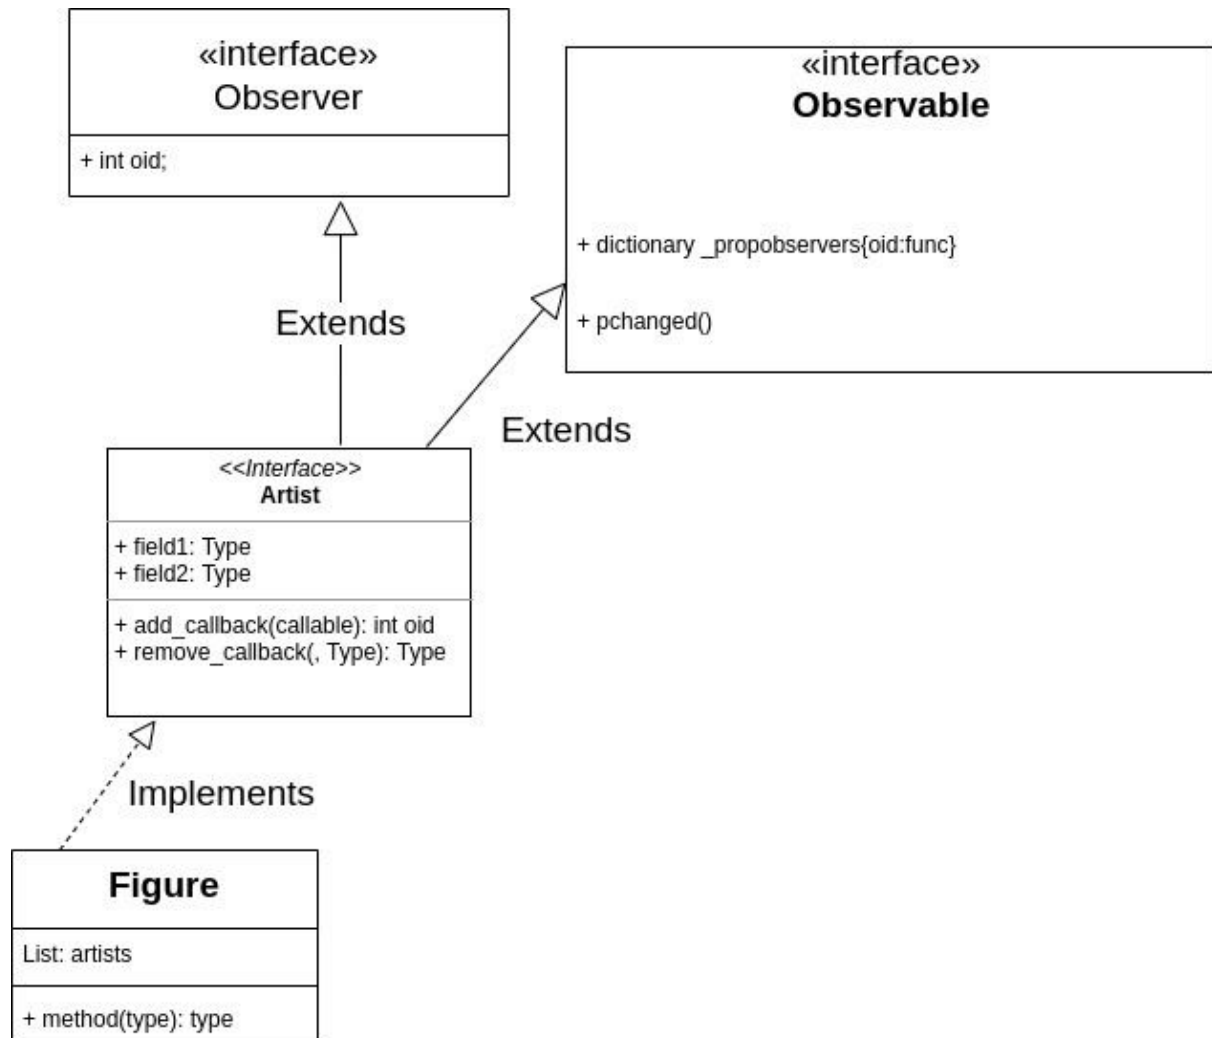 «interface»
Observer
+ int oid;
«interface»
Observable
+ dictionary _propobservers{oid:func}
+ pchanged()
Extends
Extends
<<Interface>>
Artist
+ field1: Type
+ field2: Type
+ add_callback(callable): int oid
+ remove_callback(, Type): Type
Implements
Figure
List: artists
+ method(type): type